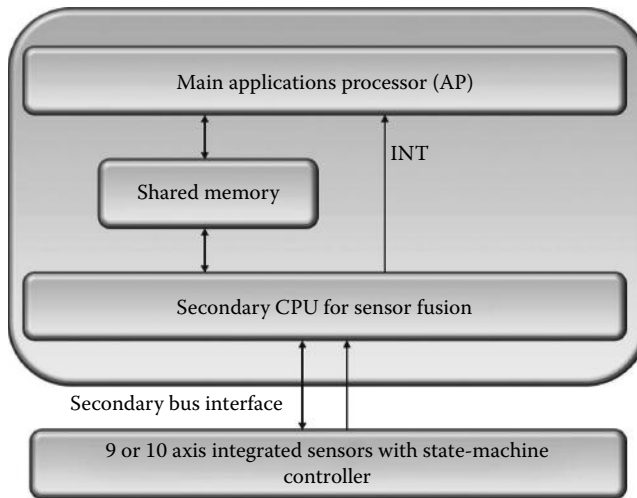 Main applications processor (AP)
INT
Shared memory
Secondary CPU for sensor fusion
Secondary bus interface
9 or 10 axis integrated sensors with state-machine
controller